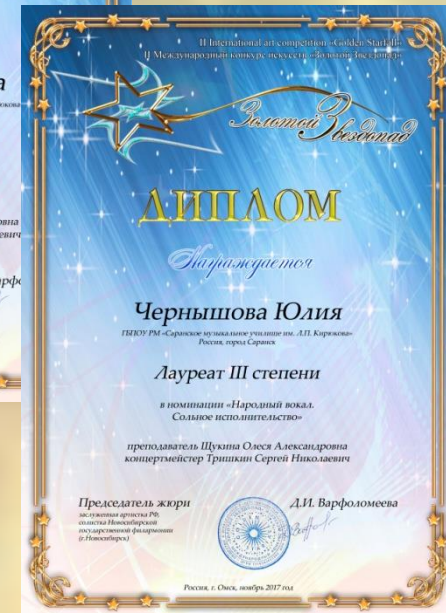 II International art competition «Golden Starfall»
II Международный конкурс искусств «Золотой Звездопад»
Золотой Звездопад
ДИПЛОМ
Награждается
Чернышова Юлия
ГБПОУ РМ «Саранское музыкальное училище им. Л.П. Кирюкова»
Россия, город Саранск
Лауреат III степени
в номинации «Народный вокал.
Сольное исполнительство»
преподаватель Щукина Олеся Александровна
концертмейстер Тришкин Сергей Николаевич
Председатель жюри
Д.И. Варфоломеева
заслуженная артистка РФ,
солистка Новосибирской
государственной филармонии
(г.Новосибирск)
Россия, г. Омск, ноябрь 2017 год